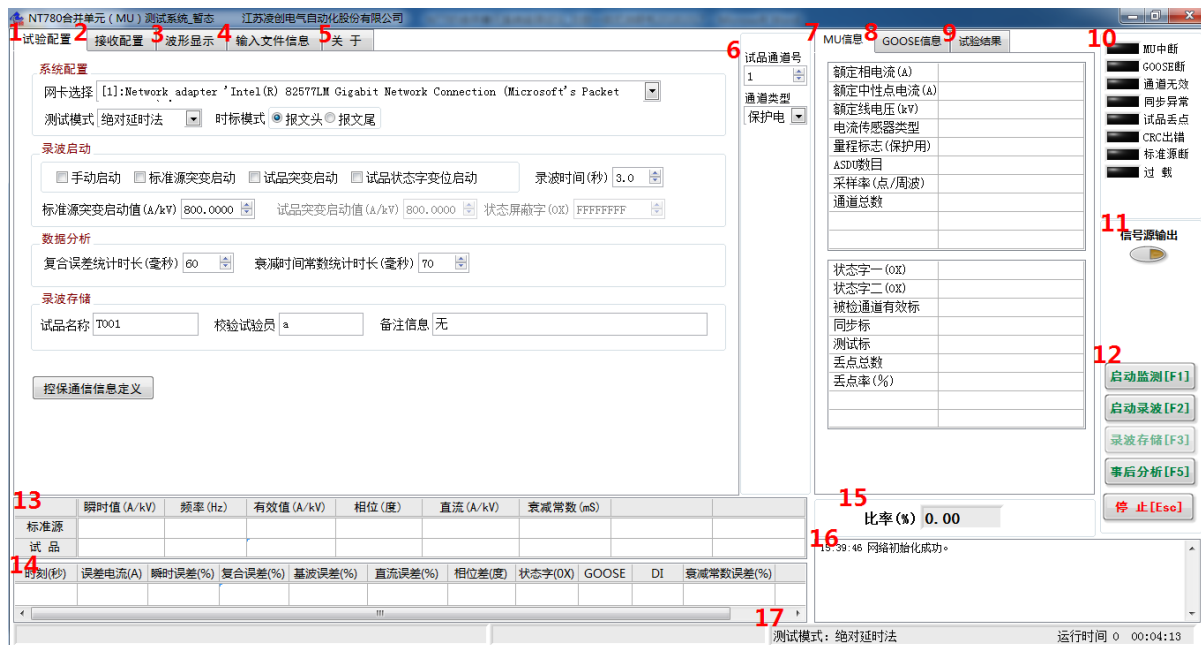 NT780合并单元（MU）测试系统_暂态 江苏凌创电气自动化股份有限公司
1 试验配置 2 接收配置 3 波形显示 4 输入文件信息 5 关 于
系统配置
网卡选择 [1]:Network adapter 'Intel(R) 82577LM Gigabit Network Connection (Microsoft's Packet
测试模式 绝对延时法 时标模式 报文头 报文尾
录波启动
手动启动 标准源突变启动 试品突变启动 试品状态字变位启动 录波时间(秒) 3.0
标准源突变启动值(A/kV) 800.0000 试品突变启动值(A/kV) 800.0000 状态屏蔽字(0X) FFFFFFFF
数据分析
复合误差统计时长(毫秒) 60 衰减时间常数统计时长(毫秒) 70
录波存储
试品名称 T001 校验试验员 a 备注信息 无
控保通信信息定义
6
试品通道号
1
通道类型
保护电
7 MU信息 8 GOOSE信息 9 试验结果
额定相电流(A)
额定中性点电流(A)
额定线电压(kV)
电流传感器类型
量程标志(保护用)
ASDU数目
采样率(点/周波)
通道总数
状态字一(0X)
状态字二(0X)
被检通道有效标
同步标
测试标
丢点总数
丢点率(%)
10
MU中断
GOOSE断
通道无效
同步异常
试品丢点
CRC出错
标准源断
过 载
11
信号源输出
12
启动监测[F1]
启动录波[F2]
录波存储[F3]
事后分析[F5]
停 止[Esc]
13
瞬时值(A/kV) 频率(Hz) 有效值(A/kV) 相位(度) 直流(A/kV) 衰减常数(mS)
标准源
试 品
14
时刻(秒) 误差电流(A) 瞬时误差(%) 复合误差(%) 基波误差(%) 直流误差(%) 相位差(度) 状态字(0X) GOOSE DI 衰减常数误差(%)
15
比率(%) 0.00
16
15:39:46 网络初始化成功。
17
测试模式: 绝对延时法 运行时间 0 00:04:13